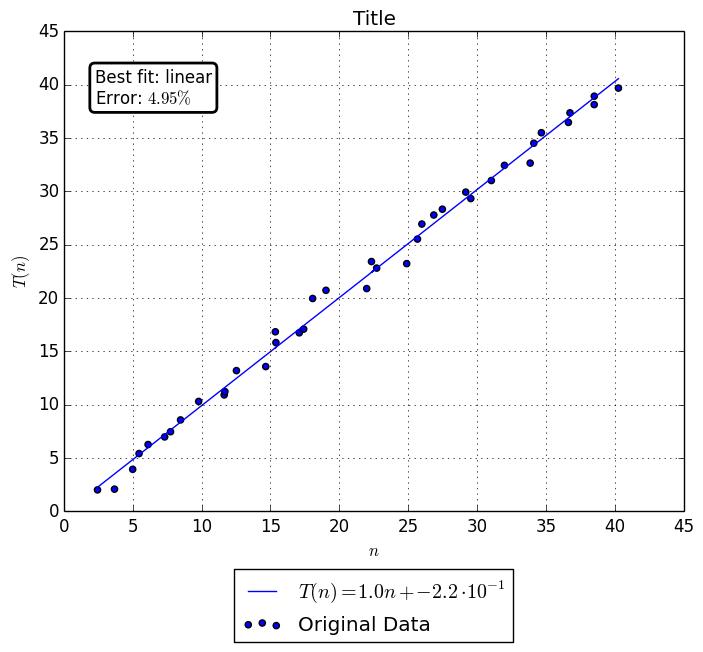 Title
45
40
35
30
25
20
15
10
5
0
Best fit: linear
Error: 4.95%
T(n)
0 5 10 15 20 25 30 35 40 45
n
T(n)=1.0n+−2.2·10⁻¹
Original Data